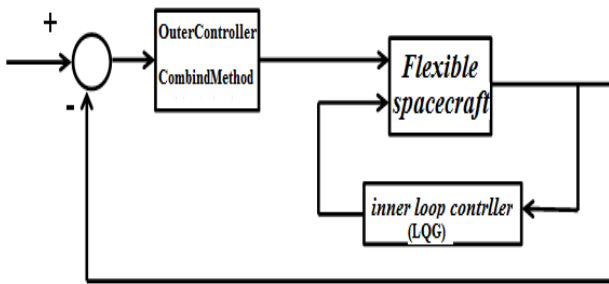 +
OuterController
CombindMethod
Flexible
spacecraft
-
inner loop contrller
(LQG)